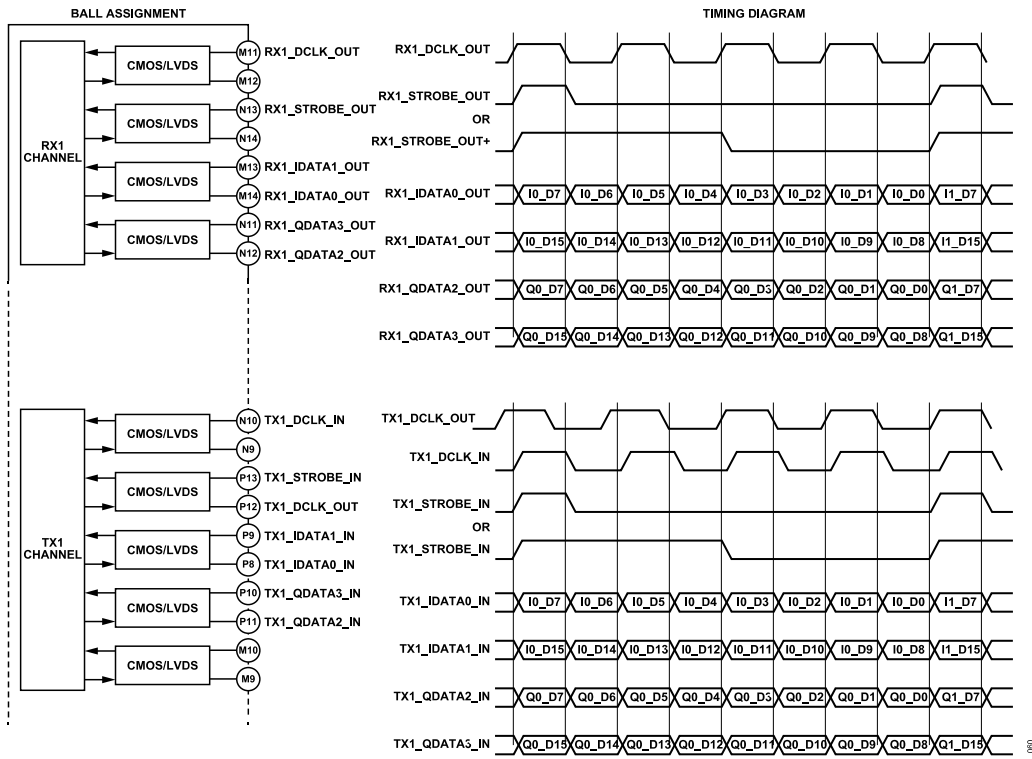 BALL ASSIGNMENT
TIMING DIAGRAM
RX1
CHANNEL
CMOS/LVDS
M11 RX1_DCLK_OUT
M12
CMOS/LVDS
N13 RX1_STROBE_OUT
N14
CMOS/LVDS
M13 RX1_IDATA1_OUT
M14 RX1_IDATA0_OUT
CMOS/LVDS
N11 RX1_QDATA3_OUT
N12 RX1_QDATA2_OUT
RX1_DCLK_OUT
RX1_STROBE_OUT
OR
RX1_STROBE_OUT+
RX1_IDATA0_OUT I0_D7 I0_D6 I0_D5 I0_D4 I0_D3 I0_D2 I0_D1 I0_D0 I1_D7
RX1_IDATA1_OUT I0_D15 I0_D14 I0_D13 I0_D12 I0_D11 I0_D10 I0_D9 I0_D8 I1_D15
RX1_QDATA2_OUT Q0_D7 Q0_D6 Q0_D5 Q0_D4 Q0_D3 Q0_D2 Q0_D1 Q0_D0 Q1_D7
RX1_QDATA3_OUT Q0_D15 Q0_D14 Q0_D13 Q0_D12 Q0_D11 Q0_D10 Q0_D9 Q0_D8 Q1_D15
TX1
CHANNEL
CMOS/LVDS
N10 TX1_DCLK_IN
N9
CMOS/LVDS
P13 TX1_STROBE_IN
P12 TX1_DCLK_OUT
CMOS/LVDS
P9 TX1_IDATA1_IN
P8 TX1_IDATA0_IN
CMOS/LVDS
P10 TX1_QDATA3_IN
P11 TX1_QDATA2_IN
CMOS/LVDS
M10
M9
TX1_DCLK_OUT
TX1_DCLK_IN
TX1_STROBE_IN
OR
TX1_STROBE_IN
TX1_IDATA0_IN I0_D7 I0_D6 I0_D5 I0_D4 I0_D3 I0_D2 I0_D1 I0_D0 I1_D7
TX1_IDATA1_IN I0_D15 I0_D14 I0_D13 I0_D12 I0_D11 I0_D10 I0_D9 I0_D8 I1_D15
TX1_QDATA2_IN Q0_D7 Q0_D6 Q0_D5 Q0_D4 Q0_D3 Q0_D2 Q0_D1 Q0_D0 Q1_D7
TX1_QDATA3_IN Q0_D15 Q0_D14 Q0_D13 Q0_D12 Q0_D11 Q0_D10 Q0_D9 Q0_D8 Q1_D15
060